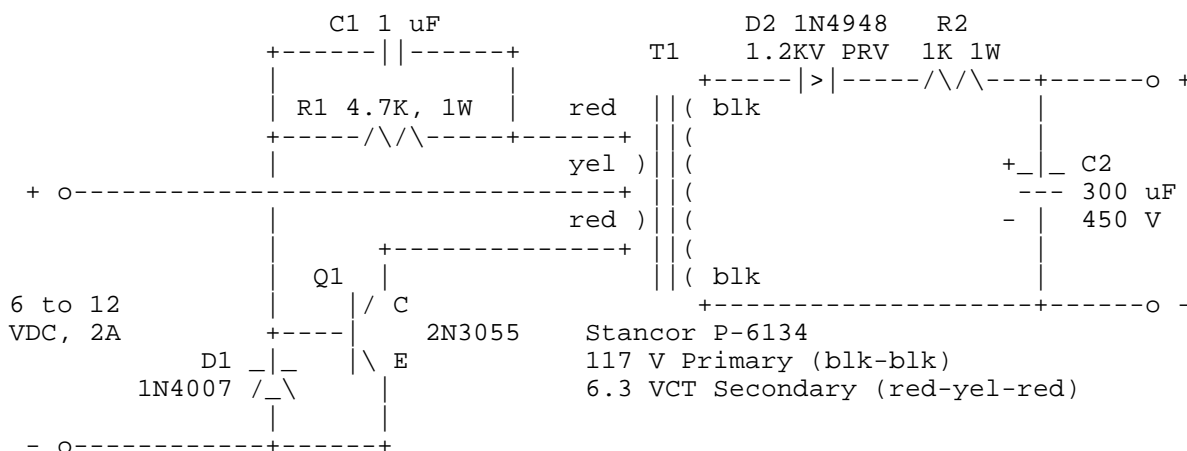 C1 1 uF D2 1N4948 R2
T1 1.2KV PRV 1K 1W
o +
R1 4.7K, 1W red blk
yel + C2
+ o 300 uF
red - 450 V
Q1 blk
6 to 12 C o -
VDC, 2A 2N3055 Stancor P-6134
D1 E 117 V Primary (blk-blk)
1N4007 6.3 VCT Secondary (red-yel-red)
- o